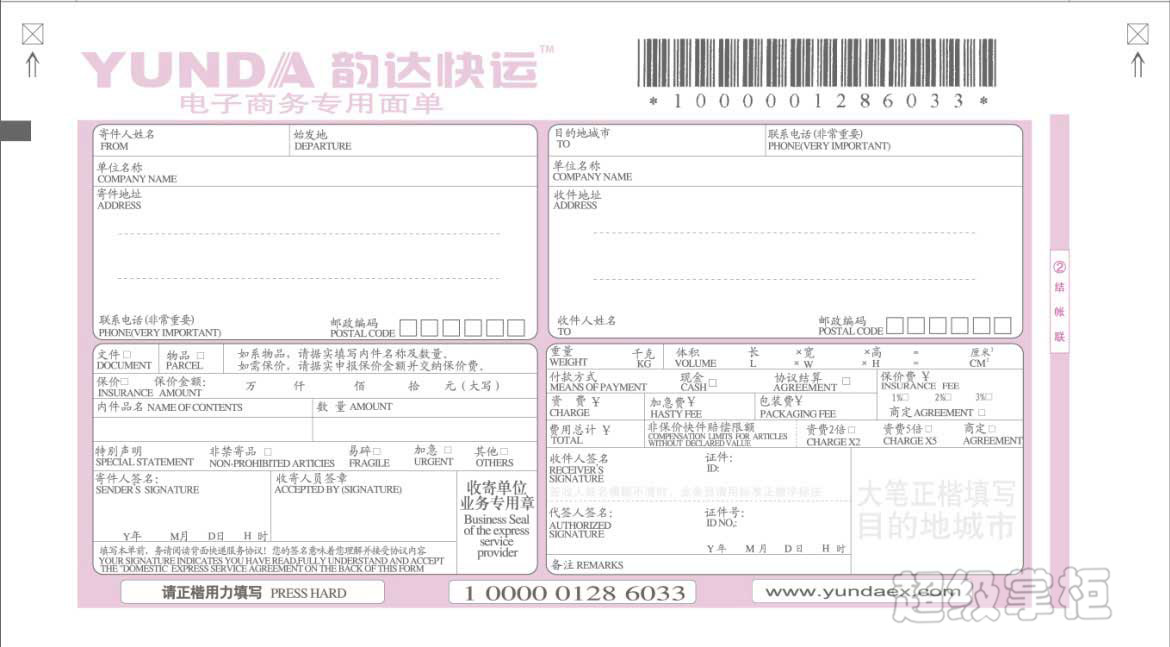 YUNDA 韵达快运™
电子商务专用面单
*1000001286033*
寄件人姓名
FROM
始发地
DEPARTURE
单位名称
COMPANY NAME
寄件地址
ADDRESS
联系电话(非常重要)
PHONE(VERY IMPORTANT)
邮政编码
POSTAL CODE
目的地城市
TO
联系电话(非常重要)
PHONE(VERY IMPORTANT)
单位名称
COMPANY NAME
收件地址
ADDRESS
收件人姓名
TO
邮政编码
POSTAL CODE
②
结
帐
联
文件□
DOCUMENT
物品 □
PARCEL
如系物品，请据实填写内件名称及数量。
如需保价，请据实申报保价金额并交纳保价费。
保价□ 保价金额: 万 仟 佰 拾 元(大写)
INSURANCE AMOUNT
内件品名 NAME OF CONTENTS
数 量 AMOUNT
特别声明
SPECIAL STATEMENT
非禁寄品 □
NON-PROHIBITED ARTICLES
易碎□
FRAGILE
加急 □
URGENT
其他□
OTHERS
寄件人签名:
SENDER'S SIGNATURE
Y年 M月 D日 H 时
收寄人员签章
ACCEPTED BY (SIGNATURE)
收寄单位
业务专用章
Business Seal
of the express
service
provider
填写本单前，务请阅读背面快递服务协议！您的签名意味着您理解并接受协议内容
YOUR SIGNATURE INDICATES YOU HAVE READ,FULLY UNDERSTAND AND ACCEPT
THE "DOMESTIC EXPRESS SERVICE AGREEMENT ON THE BACK OF THIS FORM
重量 千克
WEIGHT KG
体积 长 ×宽 ×高 = 厘米³
VOLUME L × W × H = CM³
付款方式
MEANS OF PAYMENT
现金 □
CASH
协议结算 □
AGREEMENT
保价费 ¥
INSURANCE FEE
1%□ 2%□ 3%□
商定 AGREEMENT □
资 费 ¥
CHARGE
加急费¥
HASTY FEE
包装费¥
PACKAGING FEE
费用总计 ¥
TOTAL
非保价快件赔偿限额
COMPENSATION LIMITS FOR ARTICLES
WITHOUT DECLARED VALUE
资费2倍□
CHARGE X2
资费5倍□
CHARGE X5
商定□
AGREEMENT
收件人签名
RECEIVER'S
SIGNATURE
证件:
ID:
代签人签名:
AUTHORIZED
SIGNATURE
证件号:
ID NO.:
Y 年 M 月 D 日 H 时
备注 REMARKS
大笔正楷填写
目的地城市
请正楷用力填写 PRESS HARD
1 0000 0128 6033
www.yundaex.com
超级掌柜